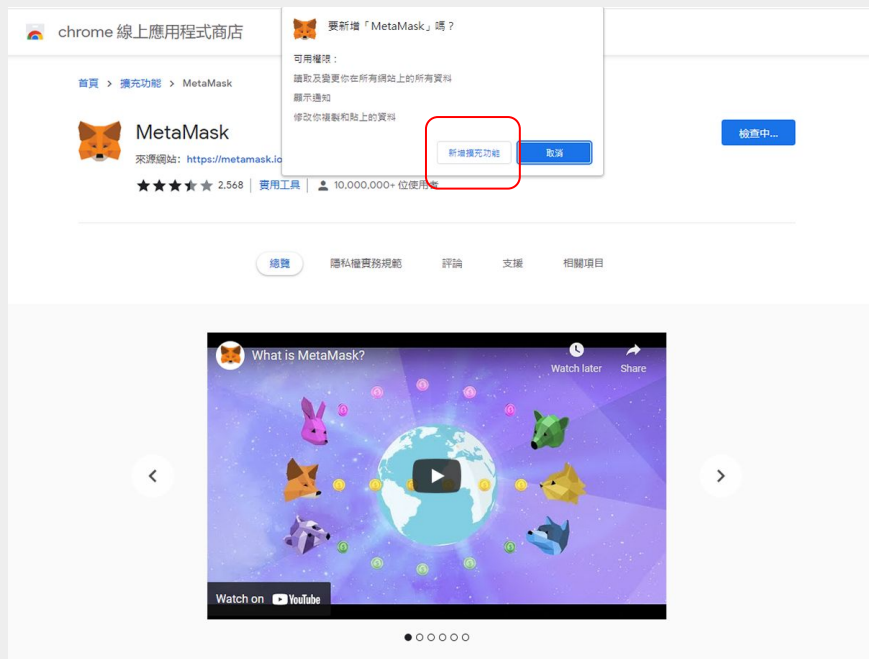 chrome 線上應用程式商店
要新增「MetaMask」嗎？
可用權限：
讀取及變更你在所有網站上的所有資料
顯示通知
修改你複製和貼上的資料
新增擴充功能
取消
首頁 > 擴充功能 > MetaMask
MetaMask
檢查中...
來源網站: https://metamask.io
2,568 實用工具 10,000,000+ 位使用者
總覽 隱私權實務規範 評論 支援 相關項目
What is MetaMask?
Watch later Share
Watch on YouTube